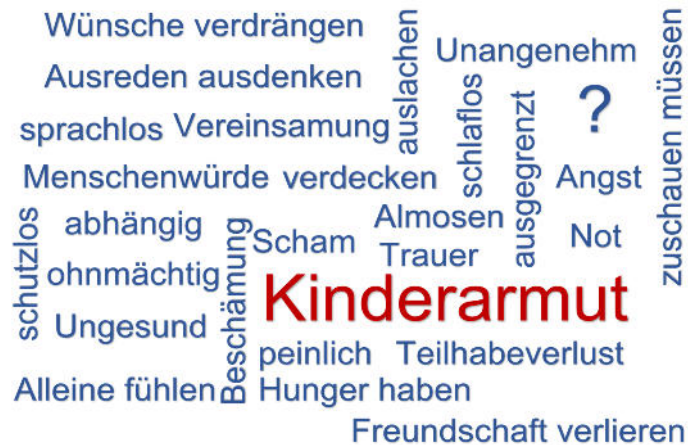 Wünsche verdrängen
auslachen
Unangenehm
zuschauen müssen
Ausreden ausdenken
schlaflos
ausgegrenzt
?
sprachlos
Vereinsamung
Menschenwürde
verdecken
Angst
schutzlos
abhängig
Beschämung
Scham
Almosen
Trauer
Not
ohnmächtig
Kinderarmut
Ungesund
peinlich
Teilhabeverlust
Alleine fühlen
Hunger haben
Freundschaft verlieren